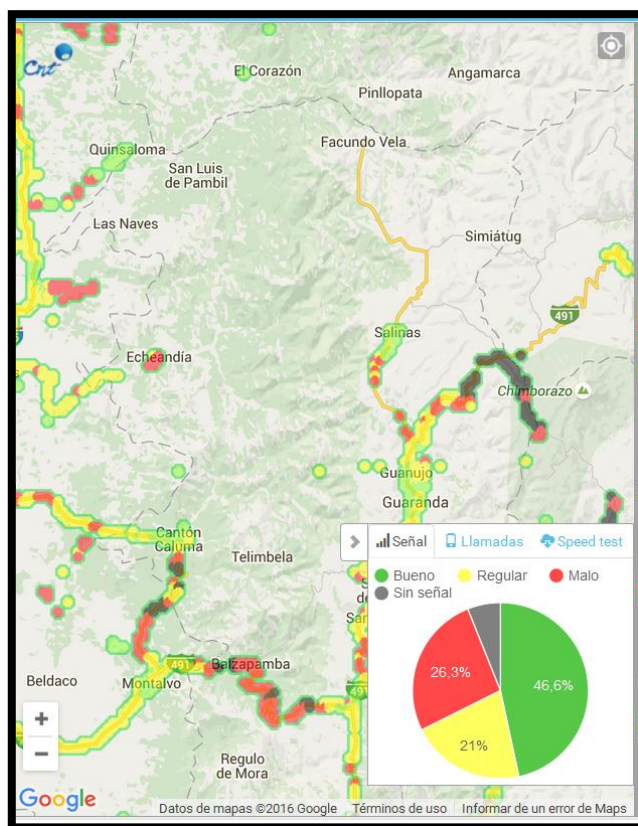 cnt
El Corazón
Angamarca
Pinllopata
Facundo Vela
Quinsaloma
San Luis
de Pambil
Las Naves
Simiátug
491
Salinas
Echeandía
Chimborazo
Guanujo
Guaranda
Cantón
Caluma
Telimbela
Señal
Llamadas
Speed test
Bueno
Regular
Malo
Sin señal
46,6%
26,3%
21%
491
Balzapamba
491
Beldaco
Montalvo
Regulo
de Mora
+
−
Google
Datos de mapas ©2016 Google
Términos de uso
Informar de un error de Maps